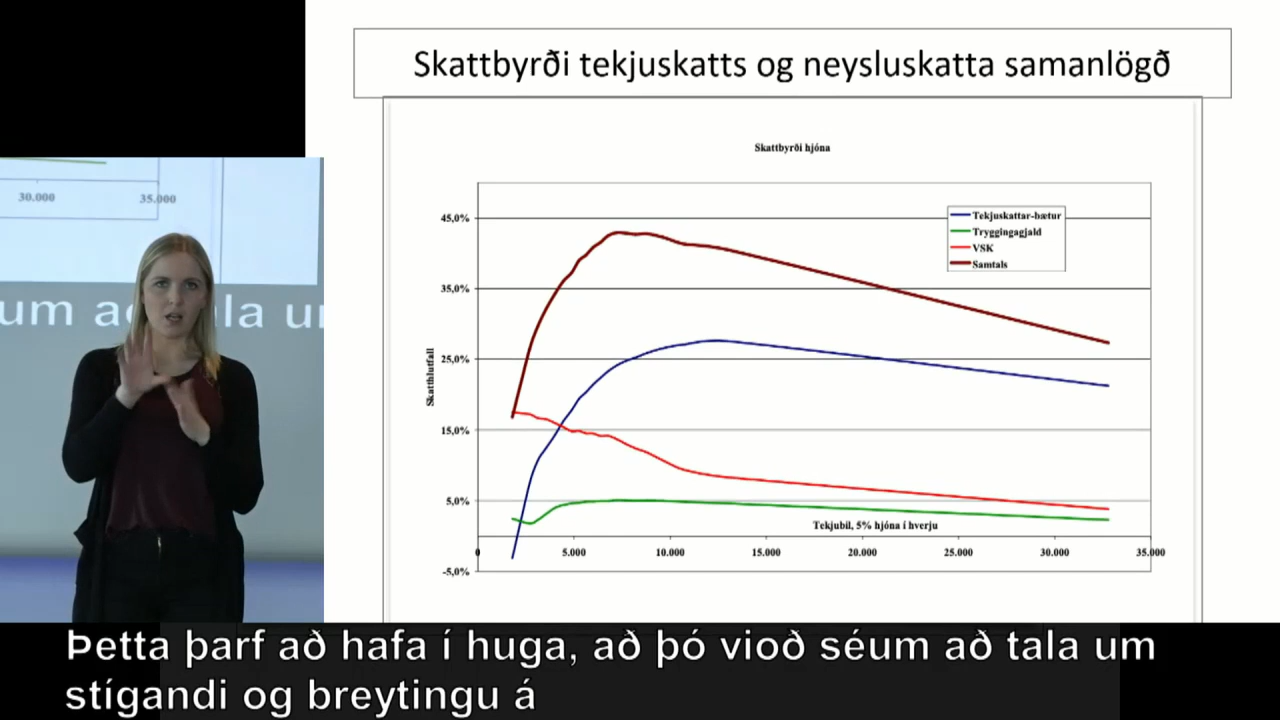 Skattbyrði tekjuskatts og neysluskatta samanlögð
Skattbyrði hjóna
Tekjuskattar-bætur
Tryggingagjald
VSK
Samtals
Skatthlutfall
45,0%
35,0%
25,0%
15,0%
5,0%
-5,0%
Tekjubil, 5% hjóna í hverju
0 5.000 10.000 15.000 20.000 25.000 30.000 35.000
30.000 35.000
um að tala
Þetta þarf að hafa í huga, að þó vioð séum að tala um
stígandi og breytingu á